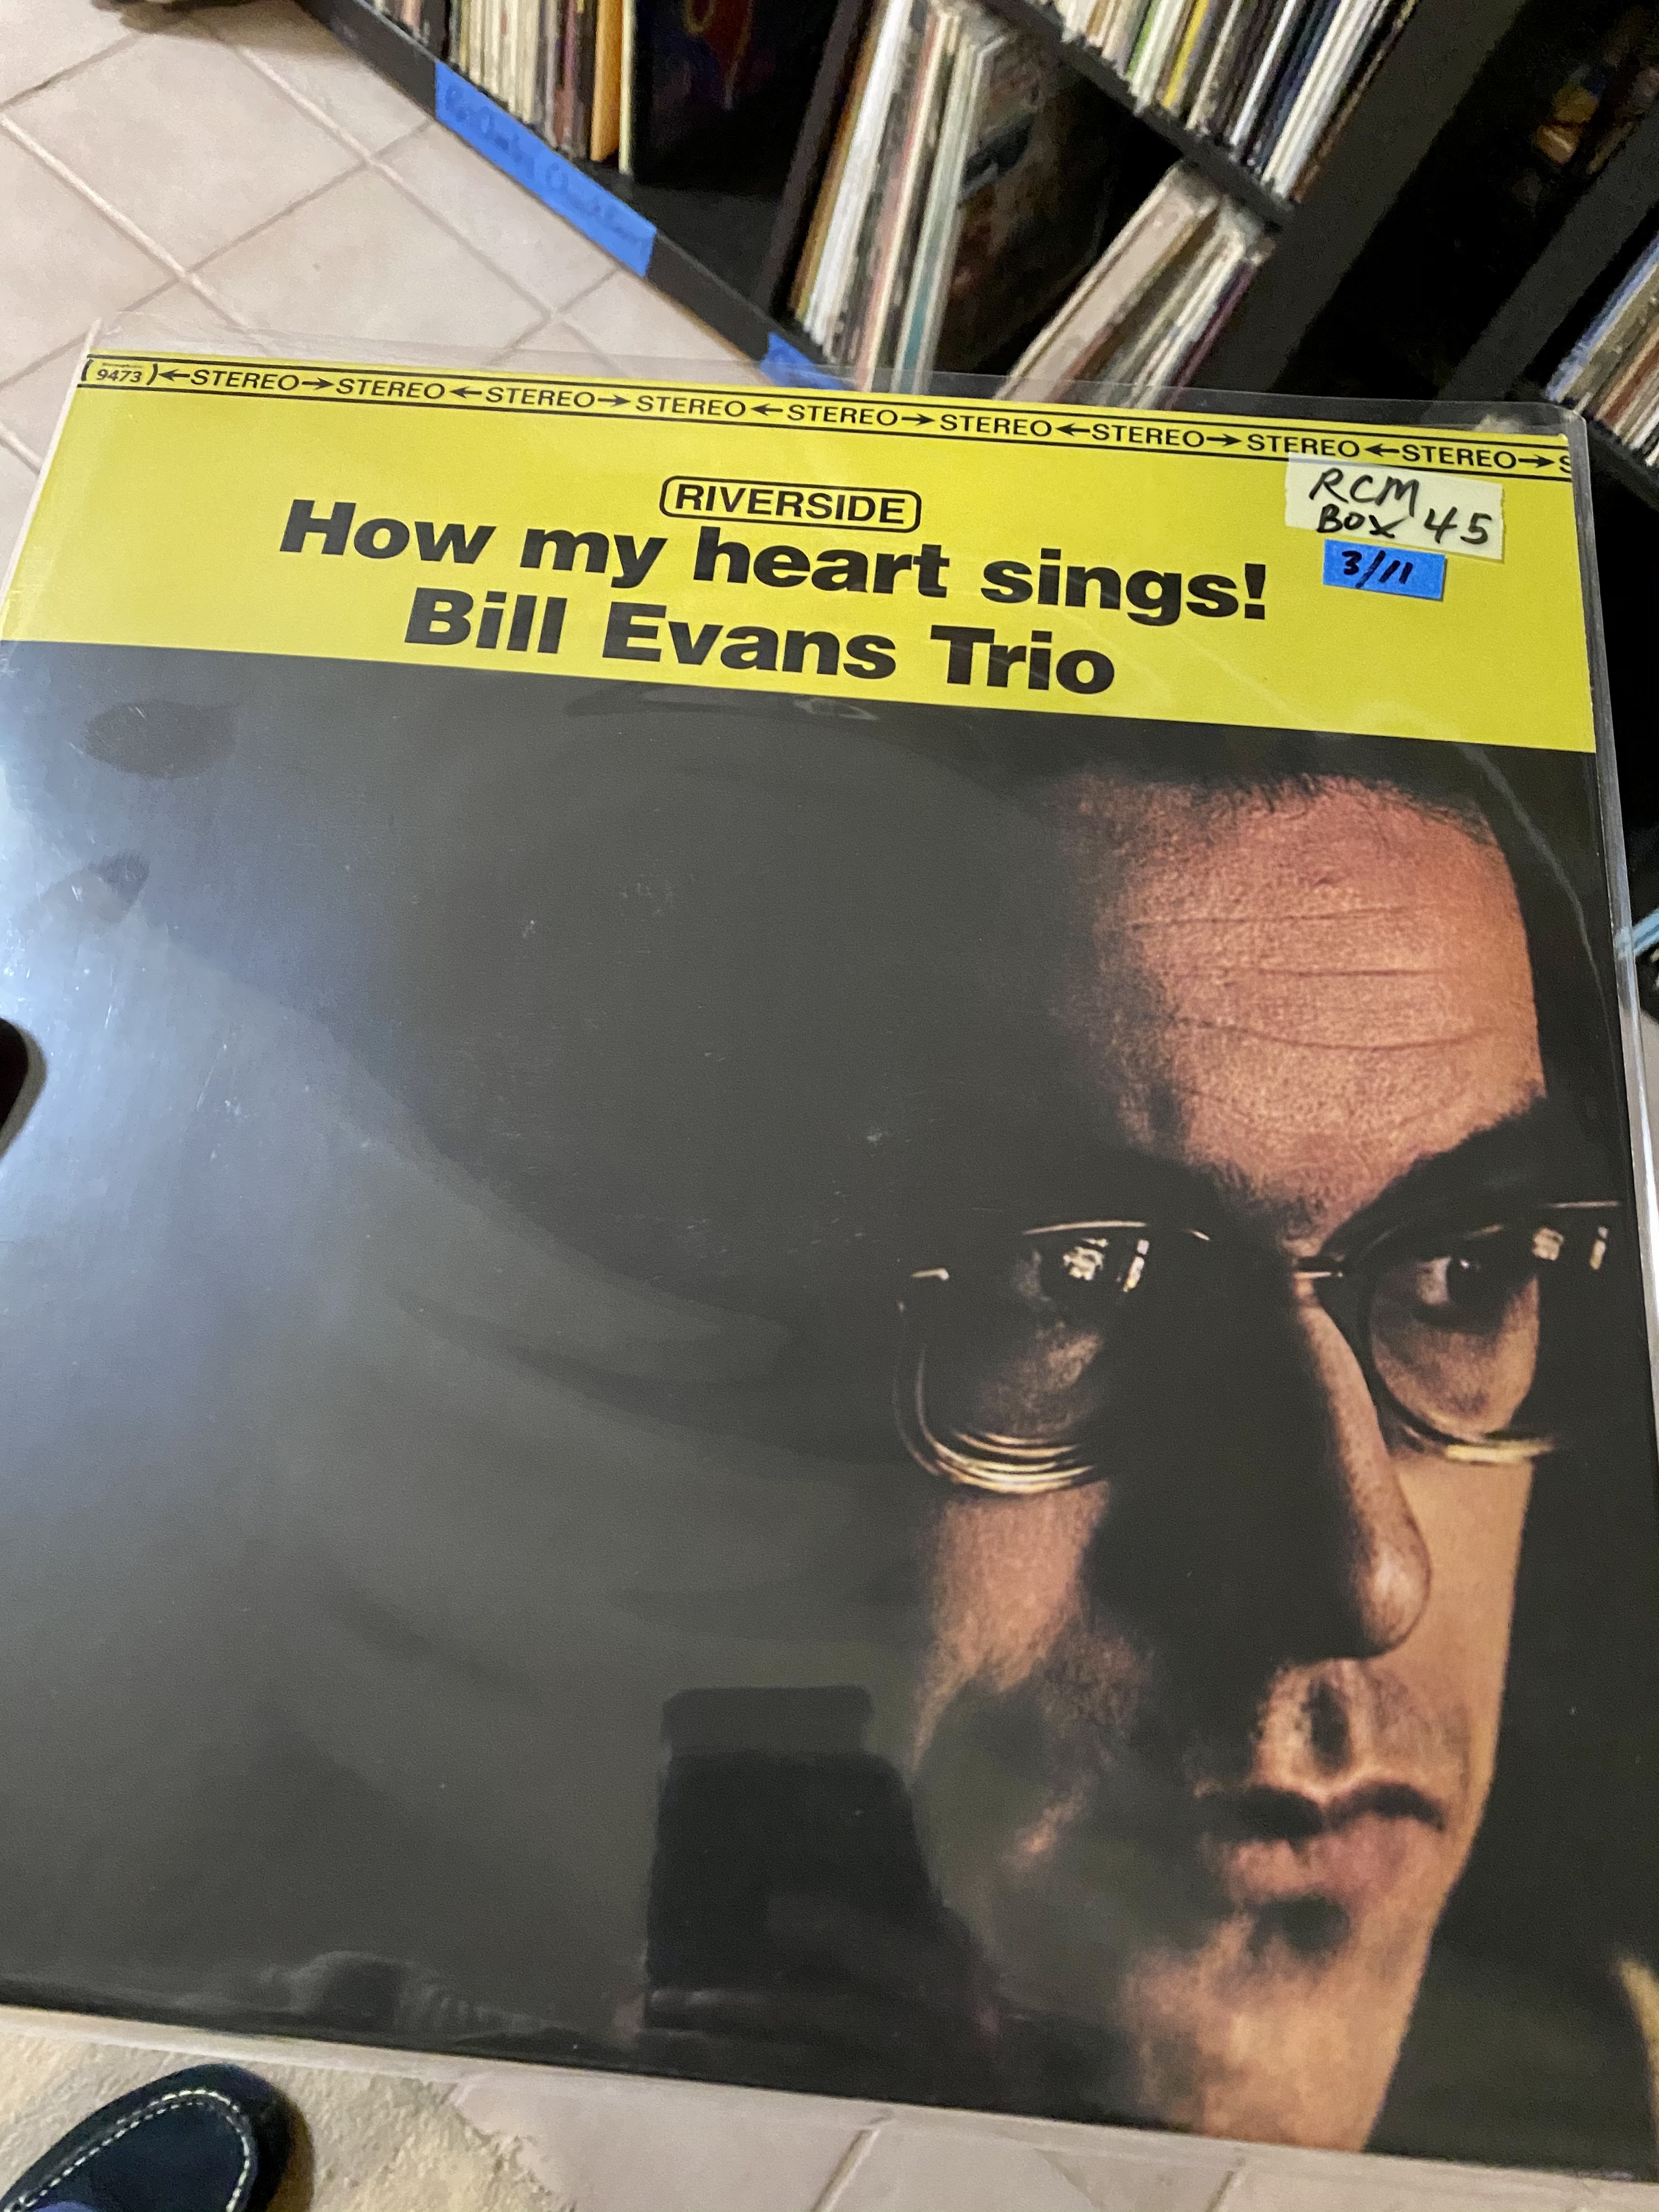 (9473)←STEREO→STEREO←STEREO→STEREO←STEREO→STEREO←STEREO→STEREO←STEREO→S
RIVERSIDE
How my heart sings!
Bill Evans Trio
RCM
BOX 45
3/11